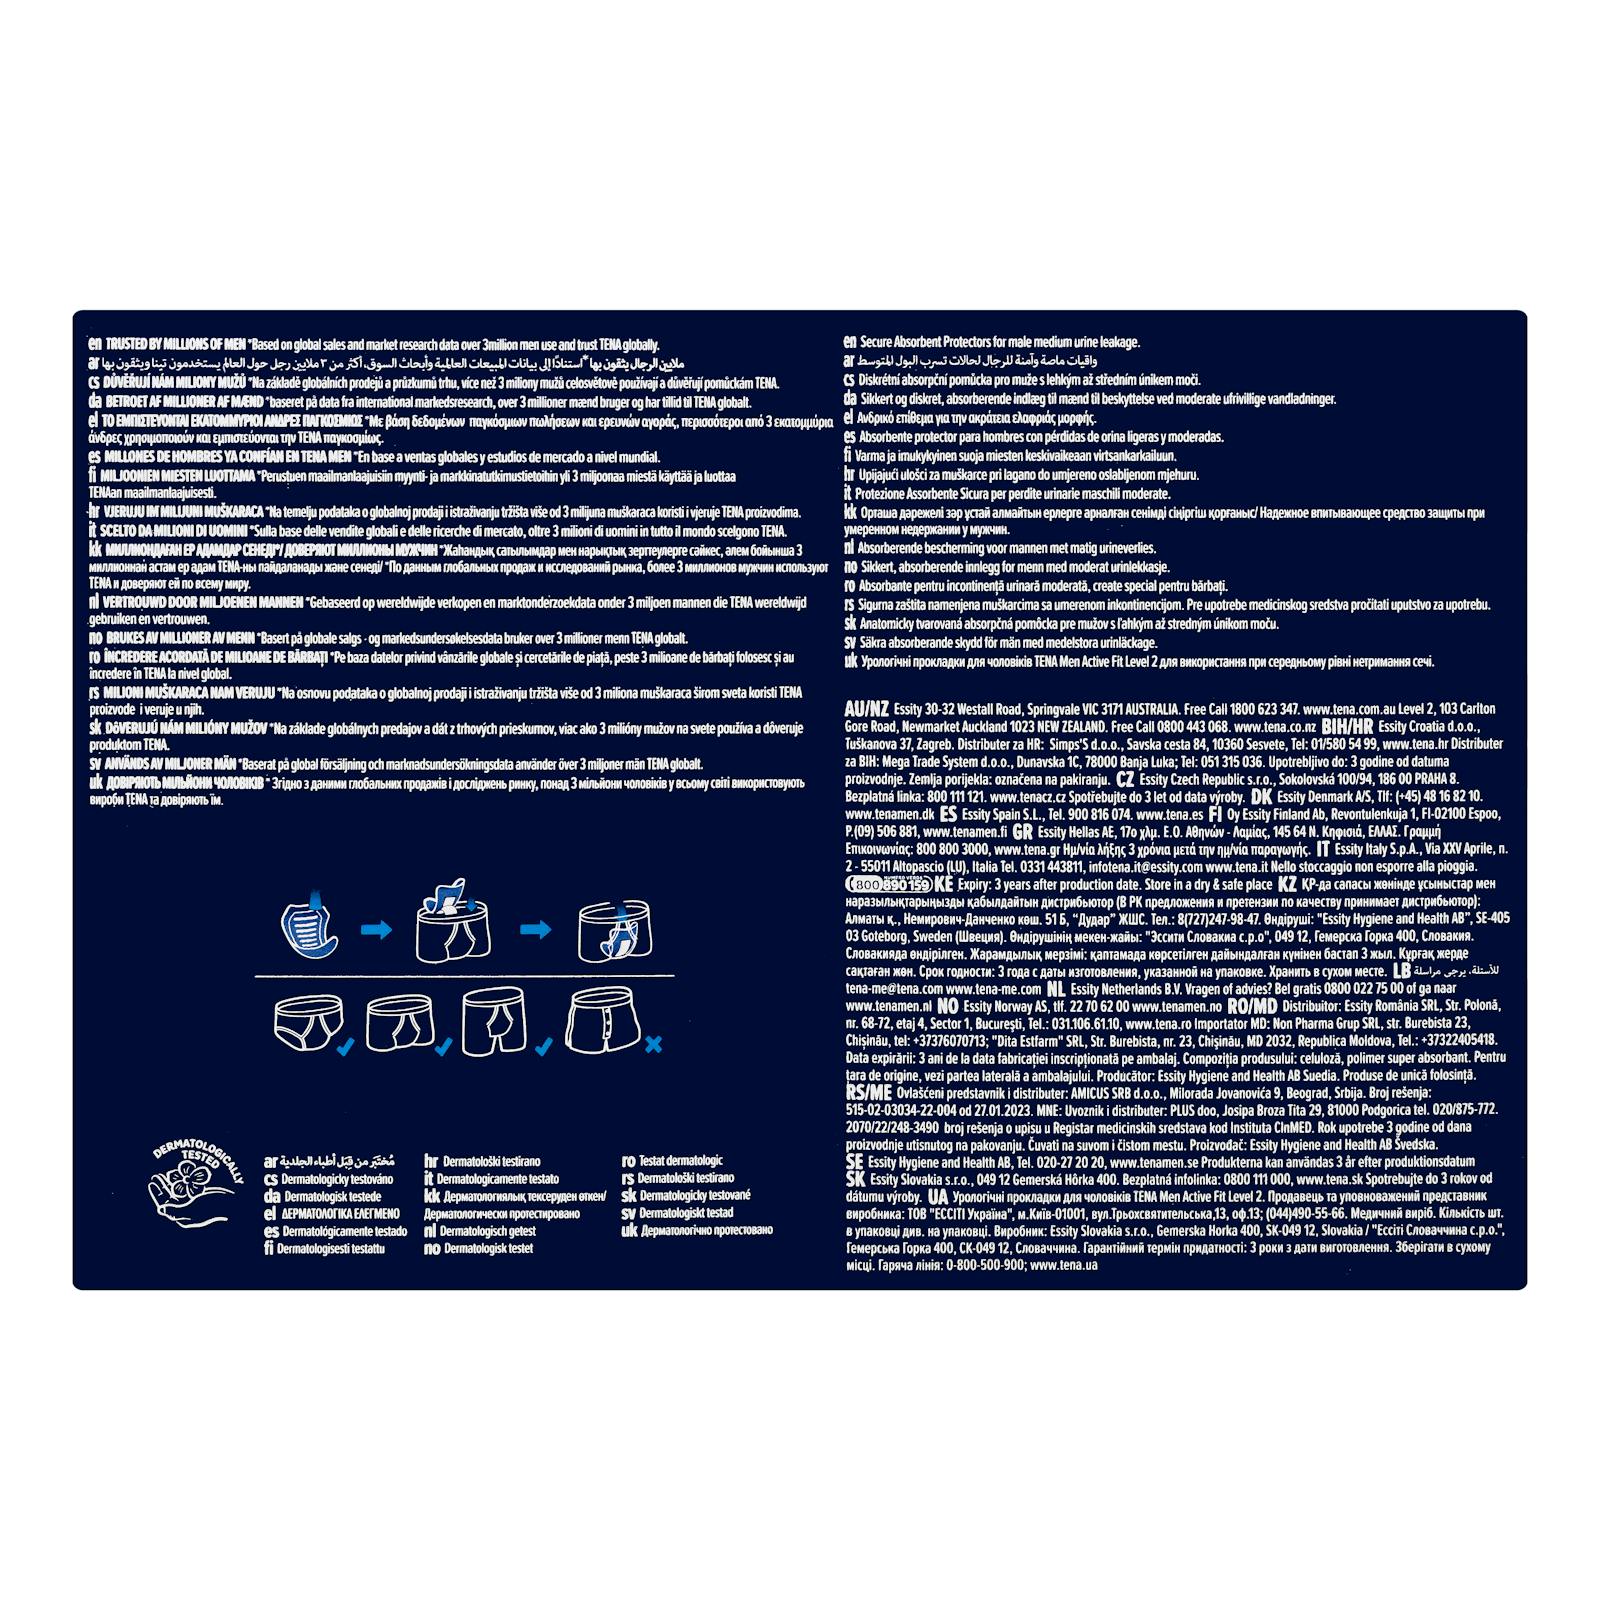 en TRUSTED BY MILLIONS OF MEN *Based on global sales and market research data over 3million men use and trust TENA globally.
ar ملايين الرجال يثقون بها *استنادًا إلى بيانات المبيعات العالمية وأبحاث السوق، أكثر من ٣ ملايين رجل حول العالم يستخدمون تينا ويثقون بها
cs DŮVĚŘUJÍ NÁM MILIONY MUŽŮ *Na základě globálních prodejů a průzkumů trhu, více než 3 miliony mužů celosvětově používají a důvěřují pomůckám TENA.
da BETROET AF MILLIONER AF MÆND *baseret på data fra international markedsresearch, over 3 millioner mænd bruger og har tillid til TENA globalt.
el ΤΟ ΕΜΠΙΣΤΕΥΟΝΤΑΙ ΕΚΑΤΟΜΜΥΡΙΟΙ ΑΝΔΡΕΣ ΠΑΓΚΟΣΜΙΩΣ *Με βάση δεδομένων παγκόσμιων πωλήσεων και ερευνών αγοράς, περισσότεροι από 3 εκατομμύρια
άνδρες χρησιμοποιούν και εμπιστεύονται την TENA παγκοσμίως.
es MILLONES DE HOMBRES YA CONFÍAN EN TENA MEN *En base a ventas globales y estudios de mercado a nivel mundial.
fi MILJOONIEN MIESTEN LUOTTAMA *Perustuen maailmanlaajuisiin myynti- ja markkinatutkimustietoihin yli 3 miljoonaa miestä käyttää ja luottaa
TENAan maailmanlaajuisesti.
hr VJERUJU IM MILIJUNI MUŠKARACA *Na temelju podataka o globalnoj prodaji i istraživanju tržišta više od 3 milijuna muškaraca koristi i vjeruje TENA proizvodima.
it SCELTO DA MILIONI DI UOMINI *Sulla base delle vendite globali e delle ricerche di mercato, oltre 3 milioni di uomini in tutto il mondo scelgono TENA.
kk МИЛЛИОНДАҒАН ЕР АДАМДАР СЕНЕДІ*/ ДОВЕРЯЮТ МИЛЛИОНЫ МУЖЧИН *Жаһандық сатылымдар мен нарықтық зерттеулерге сәйкес, әлем бойынша 3
миллионнан астам ер адам TENA-ны пайдаланады және сенеді/ *По данным глобальных продаж и исследований рынка, более 3 миллионов мужчин используют
TENA и доверяют ей по всему миру.
nl VERTROUWD DOOR MILJOENEN MANNEN *Gebaseerd op wereldwijde verkopen en marktonderzoekdata onder 3 miljoen mannen die TENA wereldwijd
gebruiken en vertrouwen.
no BRUKES AV MILLIONER AV MENN *Basert på globale salgs - og markedsundersøkelsesdata bruker over 3 millioner menn TENA globalt.
ro ÎNCREDERE ACORDATĂ DE MILIOANE DE BĂRBAȚI *Pe baza datelor privind vânzările globale și cercetările de piață, peste 3 milioane de bărbați folosesc și au
încredere în TENA la nivel global.
rs MILIONI MUŠKARACA NAM VERUJU *Na osnovu podataka o globalnoj prodaji i istraživanju tržišta više od 3 miliona muškaraca širom sveta koristi TENA
proizvode i veruje u njih.
sk DÔVERUJÚ NÁM MILIÓNY MUŽOV *Na základe globálnych predajov a dát z trhových prieskumov, viac ako 3 milióny mužov na svete používa a dôveruje
produktom TENA.
sv ANVÄNDS AV MILJONER MÄN *Baserat på global försäljning och marknadsundersökningsdata använder över 3 miljoner män TENA globalt.
uk ДОВІРЯЮТЬ МІЛЬЙОНИ ЧОЛОВІКІВ * Згідно з даними глобальних продажів і досліджень ринку, понад 3 мільйони чоловіків у всьому світі використовують
вироби TENA та довіряють їм.
DERMATOLOGICALLY TESTED
ar مُختَبَر من قِبَل أطباء الجلدية
cs Dermatologicky testováno
da Dermatologisk testede
el ΔΕΡΜΑΤΟΛΟΓΙΚΑ ΕΛΕΓΜΕΝΟ
es Dermatológicamente testado
fi Dermatologisesti testattu
hr Dermatološki testirano
it Dermatologicamente testato
kk Дерматологиялық тексеруден өткен/
Дерматологически протестировано
nl Dermatologisch getest
no Dermatologisk testet
ro Testat dermatologic
rs Dermatološki testirano
sk Dermatologicky testované
sv Dermatologiskt testad
uk Дерматологічно протестовано
en Secure Absorbent Protectors for male medium urine leakage.
ar واقيات ماصة وآمنة للرجال لحالات تسرب البول المتوسط
cs Diskrétní absorpční pomůcka pro muže s lehkým až středním únikem moči.
da Sikkert og diskret, absorberende indlæg til mænd til beskyttelse ved moderate ufrivillige vandladninger.
el Ανδρικό επίθεμα για την ακράτεια ελαφριάς μορφής.
es Absorbente protector para hombres con pérdidas de orina ligeras y moderadas.
fi Varma ja imukykyinen suoja miesten keskivaikeaan virtsankarkailuun.
hr Upijajući ulošci za muškarce pri lagano do umjereno oslabljenom mjehuru.
it Protezione Assorbente Sicura per perdite urinarie maschili moderate.
kk Орташа дәрежелі зәр ұстай алмайтын ерлерге арналған сенімді сіңіргіш қорғаныс/ Надежное впитывающее средство защиты при
умеренном недержании у мужчин.
nl Absorberende bescherming voor mannen met matig urineverlies.
no Sikkert, absorberende innlegg for menn med moderat urinlekkasje.
ro Absorbante pentru incontinență urinară moderată, create special pentru bărbați.
rs Sigurna zaštita namenjena muškarcima sa umerenom inkontinencijom. Pre upotrebe medicinskog sredstva pročitati uputstvo za upotrebu.
sk Anatomicky tvarovaná absorpčná pomôcka pre mužov s ľahkým až stredným únikom moču.
sv Säkra absorberande skydd för män med medelstora urinläckage.
uk Урологічні прокладки для чоловіків TENA Men Active Fit Level 2 для використання при середньому рівні нетримання сечі.
AU/NZ Essity 30-32 Westall Road, Springvale VIC 3171 AUSTRALIA. Free Call 1800 623 347. www.tena.com.au Level 2, 103 Carlton
Gore Road, Newmarket Auckland 1023 NEW ZEALAND. Free Call 0800 443 068. www.tena.co.nz BIH/HR Essity Croatia d.o.o.,
Tuškanova 37, Zagreb. Distributer za HR: Simps'S d.o.o., Savska cesta 84, 10360 Sesvete, Tel: 01/580 54 99, www.tena.hr Distributer
za BIH: Mega Trade System d.o.o., Dunavska 1C, 78000 Banja Luka; Tel: 051 315 036. Upotrebljivo do: 3 godine od datuma
proizvodnje. Zemlja porijekla: označena na pakiranju. CZ Essity Czech Republic s.r.o., Sokolovská 100/94, 186 00 PRAHA 8.
Bezplatná linka: 800 111 121. www.tenacz.cz Spotřebujte do 3 let od data výroby. DK Essity Denmark A/S, Tlf: (+45) 48 16 82 10.
www.tenamen.dk ES Essity Spain S.L., Tel. 900 816 074. www.tena.es FI Oy Essity Finland Ab, Revontulenkuja 1, FI-02100 Espoo,
P.(09) 506 881, www.tenamen.fi GR Essity Hellas AE, 17ο χλμ. Ε.Ο. Αθηνών - Λαμίας, 145 64 Ν. Κηφισιά, ΕΛΛΑΣ. Γραμμή
Επικοινωνίας: 800 800 3000, www.tena.gr Ημ/νία λήξης 3 χρόνια μετά την ημ/νία παραγωγής. IT Essity Italy S.p.A., Via XXV Aprile, n.
2 - 55011 Altopascio (LU), Italia Tel. 0331 443811, infotena.it@essity.com www.tena.it Nello stoccaggio non esporre alla pioggia.
NUMERO VERDE 800 890159 KE Expiry: 3 years after production date. Store in a dry & safe place KZ ҚР-да сапасы жөнінде ұсыныстар мен
наразылықтарыңызды қабылдайтын дистрибьютор (В РК предложения и претензии по качеству принимает дистрибьютор):
Алматы қ., Немирович-Данченко көш. 51 Б, “Дудар” ЖШС. Тел.: 8(727)247-98-47. Өндіруші: "Essity Hygiene and Health AB", SE-405
03 Goteborg, Sweden (Швеция). Өндірушінің мекен-жайы: "Эссити Словакиа с.р.о", 049 12, Гемерска Горка 400, Словакия.
Словакияда өндірілген. Жарамдылық мерзімі: қаптамада көрсетілген дайындалған күнінен бастап 3 жыл. Құрғақ жерде
сақтаған жөн. Срок годности: 3 года с даты изготовления, указанной на упаковке. Хранить в сухом месте. LB للأسئلة، يرجى مراسلة
tena-me@tena.com www.tena-me.com NL Essity Netherlands B.V. Vragen of advies? Bel gratis 0800 022 75 00 of ga naar
www.tenamen.nl NO Essity Norway AS, tlf. 22 70 62 00 www.tenamen.no RO/MD Distribuitor: Essity România SRL, Str. Polonă,
nr. 68-72, etaj 4, Sector 1, București, Tel.: 031.106.61.10, www.tena.ro Importator MD: Non Pharma Grup SRL, str. Burebista 23,
Chișinău, tel: +37376070713; "Dita Estfarm" SRL, Str. Burebista, nr. 23, Chișinău, MD 2032, Republica Moldova, Tel.: +37322405418.
Data expirării: 3 ani de la data fabricației inscripționată pe ambalaj. Compoziția produsului: celuloză, polimer super absorbant. Pentru
țara de origine, vezi partea laterală a ambalajului. Producător: Essity Hygiene and Health AB Suedia. Produse de unică folosință.
RS/ME Ovlašćeni predstavnik i distributer: AMICUS SRB d.o.o., Milorada Jovanovića 9, Beograd, Srbija. Broj rešenja:
515-02-03034-22-004 od 27.01.2023. MNE: Uvoznik i distributer: PLUS doo, Josipa Broza Tita 29, 81000 Podgorica tel. 020/875-772.
2070/22/248-3490 broj rešenja o upisu u Registar medicinskih sredstava kod Instituta CInMED. Rok upotrebe 3 godine od dana
proizvodnje utisnutog na pakovanju. Čuvati na suvom i čistom mestu. Proizvođač: Essity Hygiene and Health AB Švedska.
SE Essity Hygiene and Health AB, Tel. 020-27 20 20, www.tenamen.se Produkterna kan användas 3 år efter produktionsdatum
SK Essity Slovakia s.r.o., 049 12 Gemerská Hôrka 400. Bezplatná infolinka: 0800 111 000, www.tena.sk Spotrebujte do 3 rokov od
dátumu výroby. UA Урологічні прокладки для чоловіків TENA Men Active Fit Level 2. Продавець та уповноважений представник
виробника: ТОВ "ЕССІТІ Україна", м.Київ-01001, вул.Трьохсвятительська,13, оф.13; (044)490-55-66. Медичний виріб. Кількість шт.
в упаковці див. на упаковці. Виробник: Essity Slovakia s.r.o., Gemerska Horka 400, SK-049 12, Slovakia / "Ессіті Словаччина с.р.о.",
Гемерська Горка 400, СК-049 12, Словаччина. Гарантійний термін придатності: 3 роки з дати виготовлення. Зберігати в сухому
місці. Гаряча лінія: 0-800-500-900; www.tena.ua